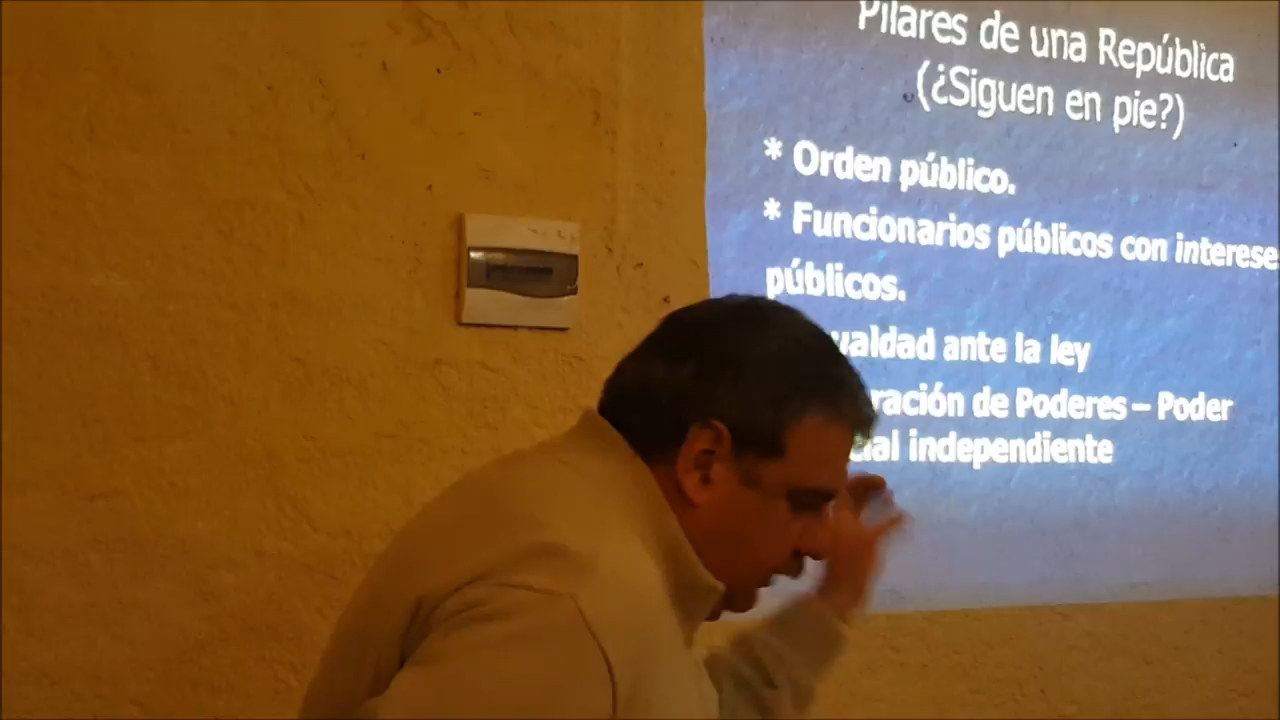 Pilares de una República
(¿Siguen en pie?)
* Orden público.
* Funcionarios públicos con interese
públicos.
ualdad ante la ley
ración de Poderes – Poder
ial independiente